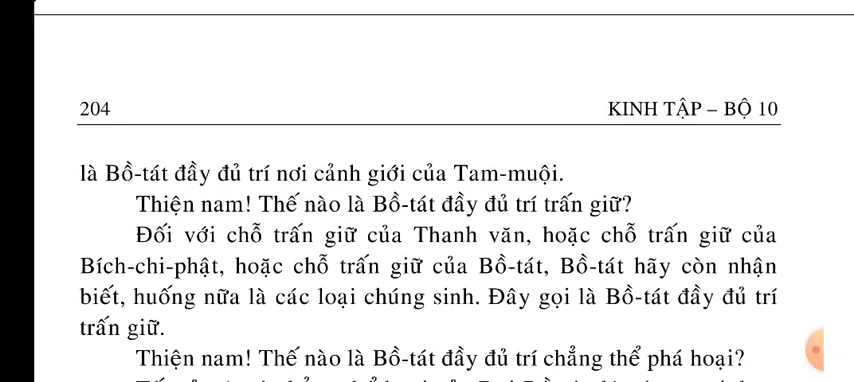 204
KINH TẬP – BỘ 10
là Bồ-tát đầy đủ trí nơi cảnh giới của Tam-muội.
Thiện nam! Thế nào là Bồ-tát đầy đủ trí trấn giữ?
Đối với chỗ trấn giữ của Thanh văn, hoặc chỗ trấn giữ của
Bích-chi-phật, hoặc chỗ trấn giữ của Bồ-tát, Bồ-tát hãy còn nhận
biết, huống nữa là các loại chúng sinh. Đây gọi là Bồ-tát đầy đủ trí
trấn giữ.
Thiện nam! Thế nào là Bồ-tát đầy đủ trí chẳng thể phá hoại?